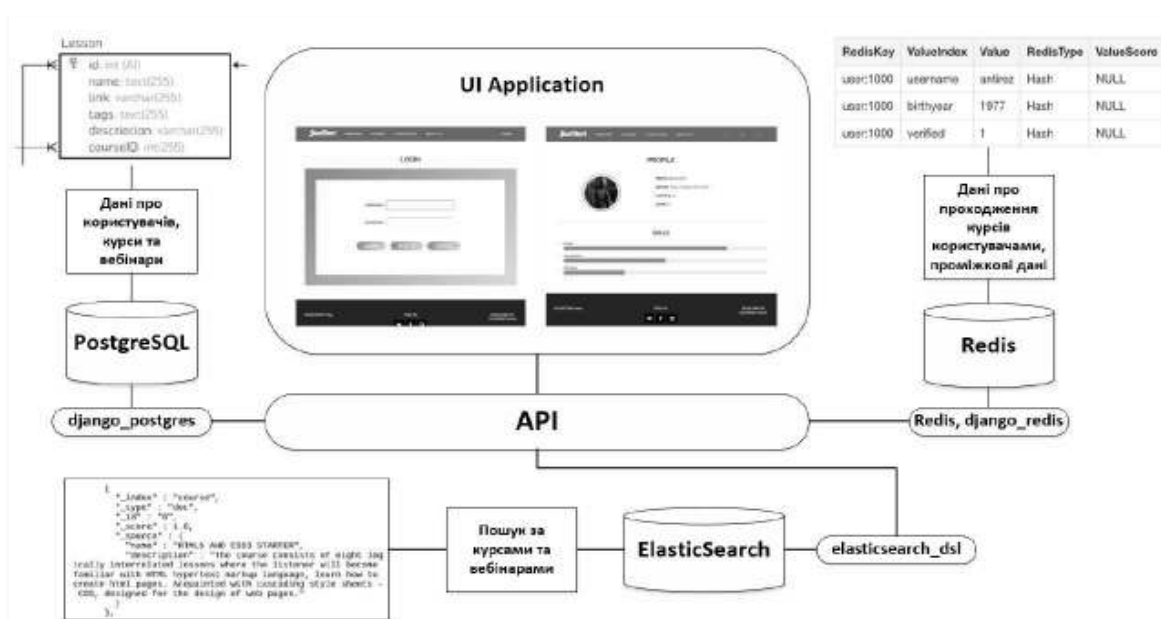 Lesson
id: int (AI)
name: text(255)
link: varchar(255)
tags: text(255)
description: varchar(255)
courseID: int(255)
Дані про
користувачів,
курси та
вебінари
PostgreSQL
django_postgres
UI Application
LOGIN
PROFILE
SKILLS
API
RedisKey ValueIndex Value RedisType ValueScore
user:1000 username antirez Hash NULL
user:1000 birthyear 1977 Hash NULL
user:1000 verified 1 Hash NULL
Дані про
проходження
курсів
користувачами,
проміжкові дані
Redis
Redis, django_redis
{
"_index" : "course",
"_type" : "doc",
"_id" : "6",
"_score" : 1.0,
"_source" : {
"name" : "HTML5 AND CSS3 STARTER",
"description" : "The course consists of eight log
ically interrelated lessons where the listener will become
familiar with HTML hypertext markup language, learn how to
create html pages. Acquainted with cascading style sheets -
CSS, designed for the design of web pages."
}
},
Пошук за
курсами та
вебінарами
ElasticSearch
elasticsearch_dsl